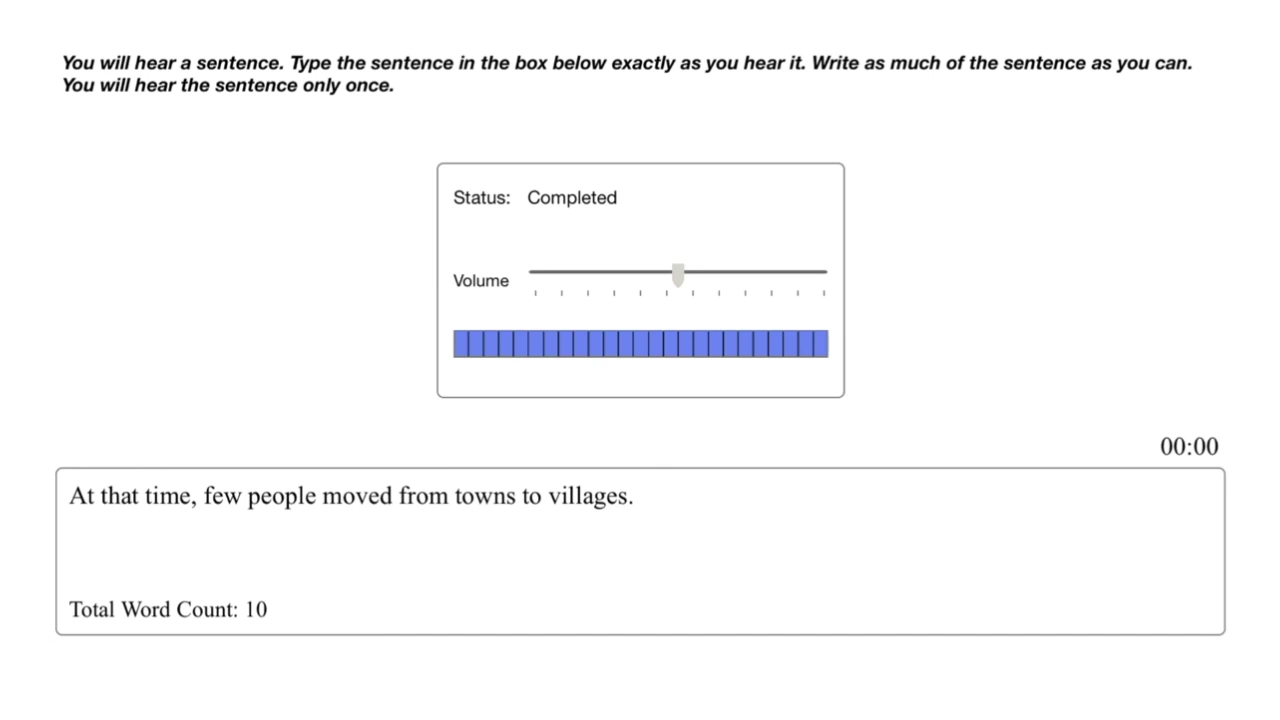 You will hear a sentence. Type the sentence in the box below exactly as you hear it. Write as much of the sentence as you can.
You will hear the sentence only once.
Status: Completed
Volume
00:00
At that time, few people moved from towns to villages.
Total Word Count: 10